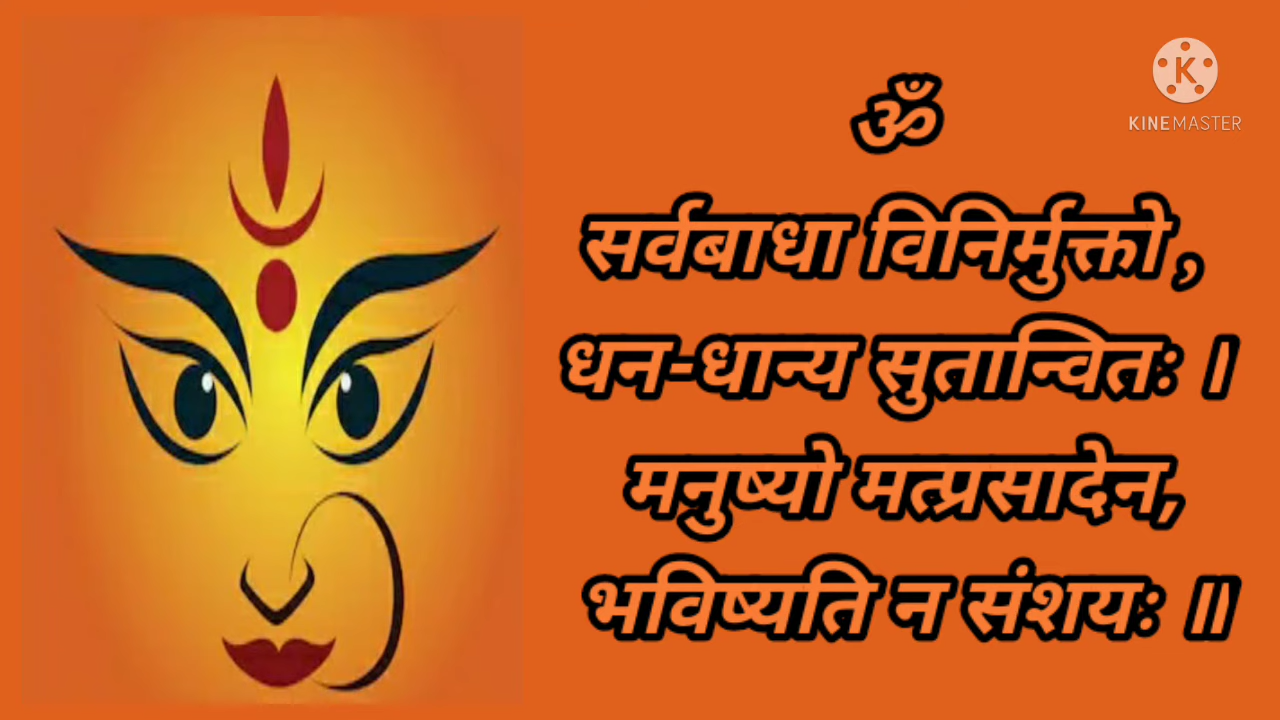 K
KINEMASTER
ॐ
सर्वबाधा विनिर्मुक्तो ,
धन-धान्य सुतान्वितः ।
मनुष्यो मत्प्रसादेन,
भविष्यति न संशयः ॥